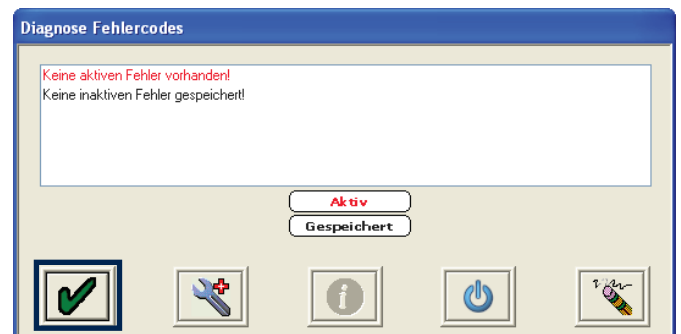 Diagnose Fehlercodes
Keine aktiven Fehler vorhanden!
Keine inaktiven Fehler gespeichert!
Aktiv
Gespeichert